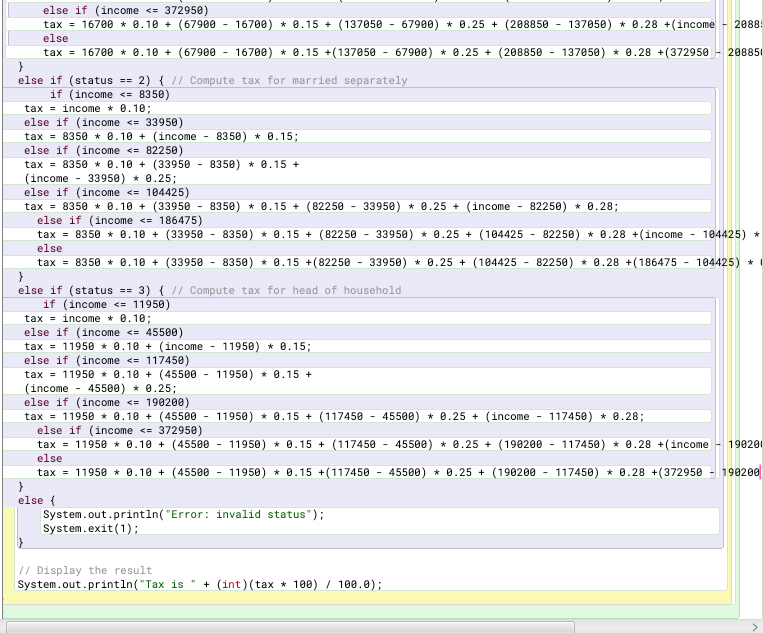 else if (income <= 372950)
tax = 16700 * 0.10 + (67900 - 16700) * 0.15 + (137050 - 67900) * 0.25 + (208850 - 137050) * 0.28 +(income - 2088
else
tax = 16700 * 0.10 + (67900 - 16700) * 0.15 +(137050 - 67900) * 0.25 + (208850 - 137050) * 0.28 +(372950 - 208850
}
else if (status == 2) { // Compute tax for married separately
if (income <= 8350)
tax = income * 0.10;
else if (income <= 33950)
tax = 8350 * 0.10 + (income - 8350) * 0.15;
else if (income <= 82250)
tax = 8350 * 0.10 + (33950 - 8350) * 0.15 +
(income - 33950) * 0.25;
else if (income <= 104425)
tax = 8350 * 0.10 + (33950 - 8350) * 0.15 + (82250 - 33950) * 0.25 + (income - 82250) * 0.28;
else if (income <= 186475)
tax = 8350 * 0.10 + (33950 - 8350) * 0.15 + (82250 - 33950) * 0.25 + (104425 - 82250) * 0.28 +(income - 104425) *
else
tax = 8350 * 0.10 + (33950 - 8350) * 0.15 +(82250 - 33950) * 0.25 + (104425 - 82250) * 0.28 +(186475 - 104425) *
}
else if (status == 3) { // Compute tax for head of household
if (income <= 11950)
tax = income * 0.10;
else if (income <= 45500)
tax = 11950 * 0.10 + (income - 11950) * 0.15;
else if (income <= 117450)
tax = 11950 * 0.10 + (45500 - 11950) * 0.15 +
(income - 45500) * 0.25;
else if (income <= 190200)
tax = 11950 * 0.10 + (45500 - 11950) * 0.15 + (117450 - 45500) * 0.25 + (income - 117450) * 0.28;
else if (income <= 372950)
tax = 11950 * 0.10 + (45500 - 11950) * 0.15 + (117450 - 45500) * 0.25 + (190200 - 117450) * 0.28 +(income - 190200
else
tax = 11950 * 0.10 + (45500 - 11950) * 0.15 +(117450 - 45500) * 0.25 + (190200 - 117450) * 0.28 +(372950 - 190200
}
else {
System.out.println("Error: invalid status");
System.exit(1);
}
// Display the result
System.out.println("Tax is " + (int)(tax * 100) / 100.0);